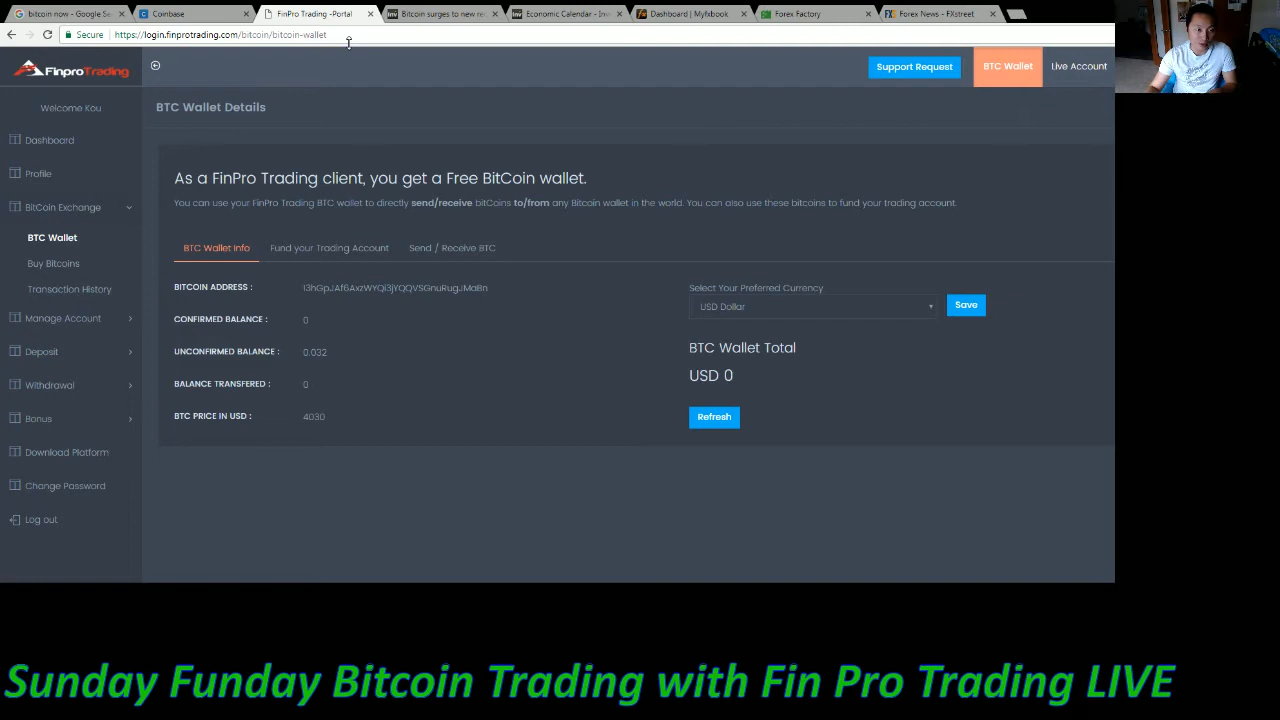 bitcoin now - Google Se
Coinbase
FinPro Trading -Portal
Bitcoin surges to new re
Economic Calendar - Inv
Dashboard | Myfxbook
Forex Factory
Forex News - FXstreet
Secure
https://login.finprotrading.com/bitcoin/bitcoin-wallet
FinproTrading
Support Request
BTC Wallet
Live Account
Welcome Kou
BTC Wallet Details
Dashboard
Profile
BitCoin Exchange
BTC Wallet
Buy Bitcoins
Transaction History
Manage Account
Deposit
Withdrawal
Bonus
Download Platform
Change Password
Log out
As a FinPro Trading client, you get a Free BitCoin wallet.
You can use your FinPro Trading BTC wallet to directly send/receive bitCoins to/from any Bitcoin wallet in the world. You can also use these bitcoins to fund your trading account.
BTC Wallet Info
Fund your Trading Account
Send / Receive BTC
BITCOIN ADDRESS :
CONFIRMED BALANCE : 0
UNCONFIRMED BALANCE : 0.032
BALANCE TRANSFERED : 0
BTC PRICE IN USD : 4030
Select Your Preferred Currency
USD Dollar
Save
BTC Wallet Total
USD 0
Refresh
Sunday Funday Bitcoin Trading with Fin Pro Trading LIVE